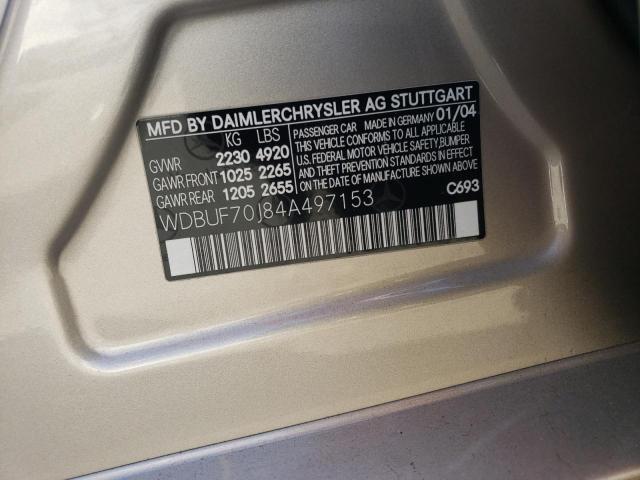 MFD BY DAIMLERCHRYSLER AG STUTTGART
KG LBS
GVWR 2230 4920
GAWR FRONT 1025 2265
GAWR REAR 1205 2655
PASSENGER CAR MADE IN GERMANY 01/04
THIS VEHICLE CONFORMS TO ALL APPLICABLE
U.S. FEDERAL MOTOR VEHICLE SAFETY, BUMPER
AND THEFT PREVENTION STANDARDS IN EFFECT
ON THE DATE OF MANUFACTURE SHOWN ABOVE
C693
WDBUF70J84A497153